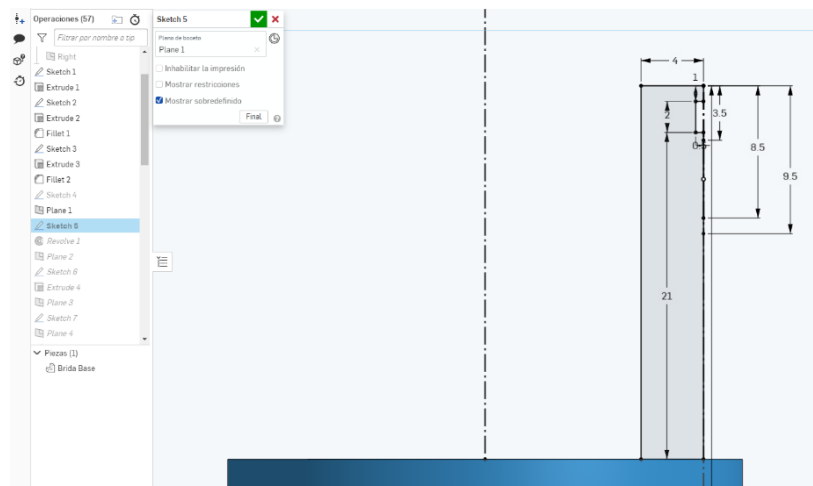 Operaciones (57)
Filtrar por nombre o tip
Right
Sketch 1
Extrude 1
Sketch 2
Extrude 2
Fillet 1
Sketch 3
Extrude 3
Fillet 2
Sketch 4
Plane 1
Sketch 5
Revolve 1
Plane 2
Sketch 6
Extrude 4
Plane 3
Sketch 7
Plane 4
Piezas (1)
Brida Base
Sketch 5
Plano de boceto
Plane 1
Inhabilitar la impresión
Mostrar restricciones
Mostrar sobredefinido
Final
4
1
2
3.5
8.5
9.5
21